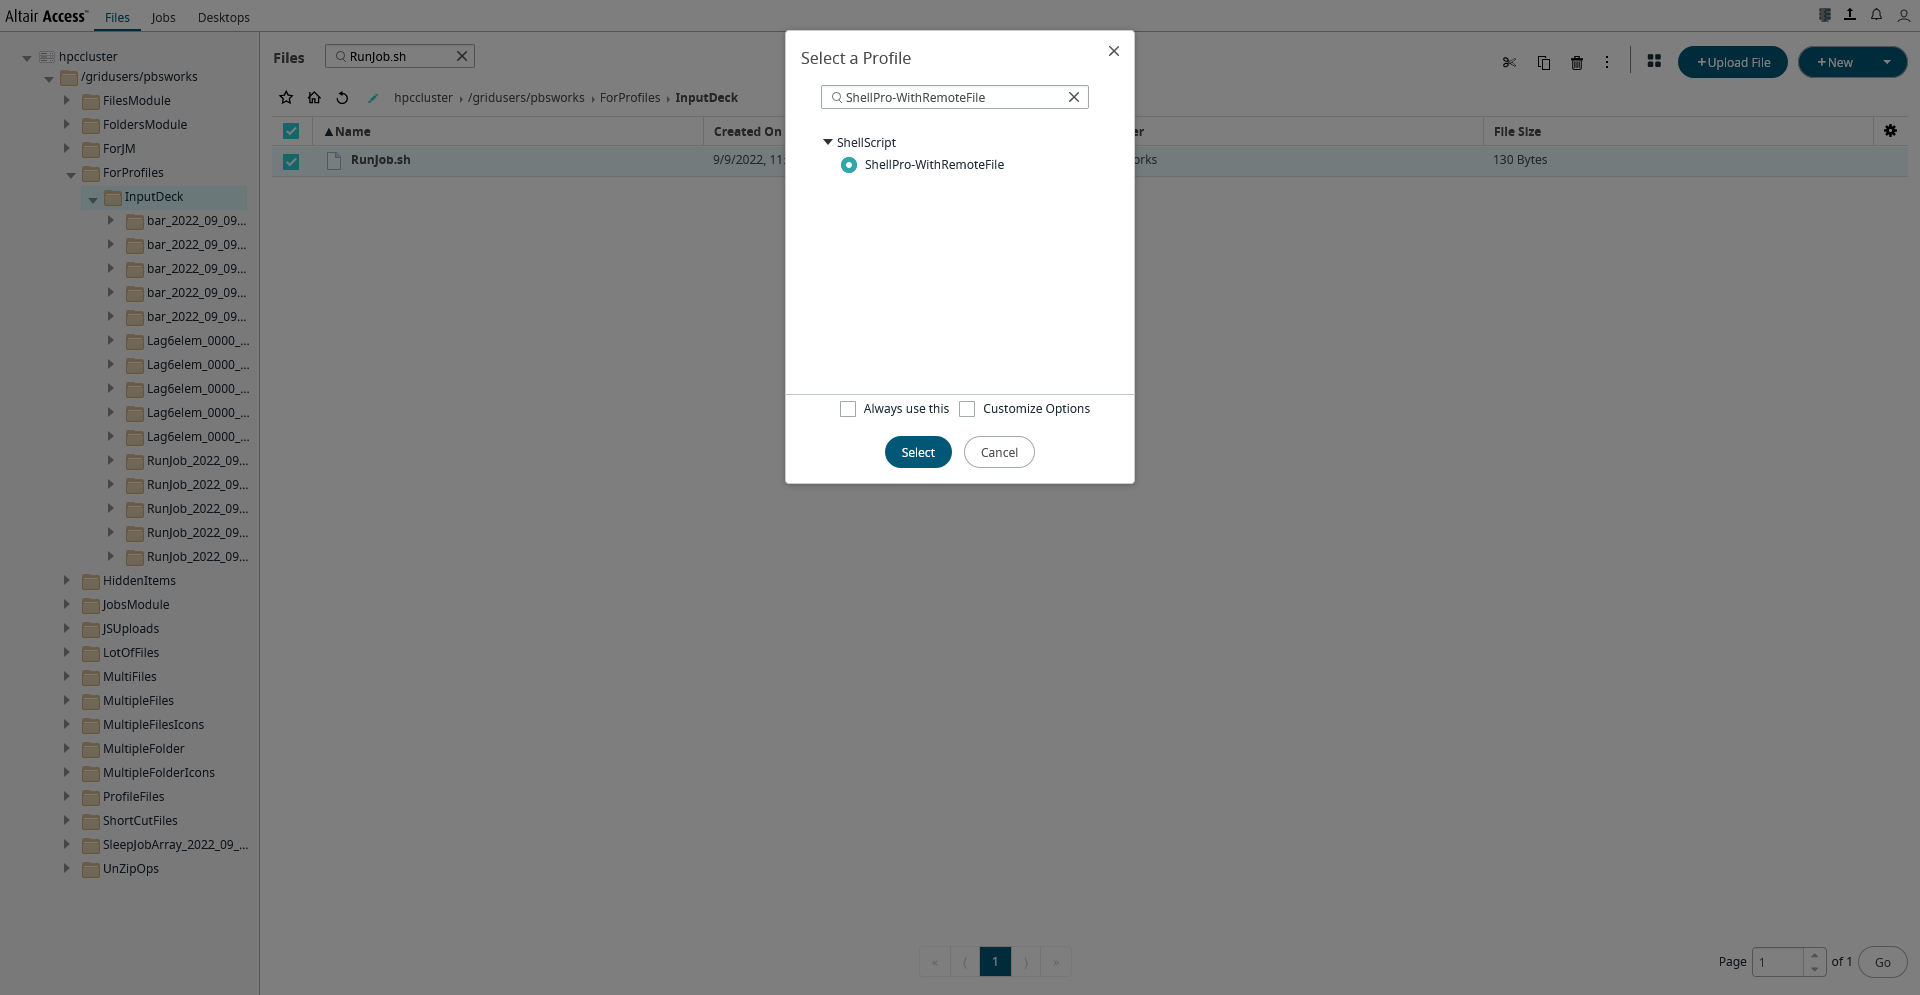 Altair Access™ Files Jobs Desktops
hpccluster
/gridusers/pbsworks
FilesModule
FoldersModule
ForJM
ForProfiles
InputDeck
bar_2022_09_09...
bar_2022_09_09...
bar_2022_09_09...
bar_2022_09_09...
bar_2022_09_09...
Lag6elem_0000_...
Lag6elem_0000_...
Lag6elem_0000_...
Lag6elem_0000_...
Lag6elem_0000_...
RunJob_2022_09...
RunJob_2022_09...
RunJob_2022_09...
RunJob_2022_09...
RunJob_2022_09...
HiddenItems
JobsModule
JSUploads
LotOfFiles
MultiFiles
MultipleFiles
MultipleFilesIcons
MultipleFolder
MultipleFolderIcons
ProfileFiles
ShortCutFiles
SleepJobArray_2022_09_...
UnZipOps
Files RunJob.sh
+Upload File +New
hpccluster › /gridusers/pbsworks › ForProfiles › InputDeck
Name Created On er File Size
RunJob.sh 9/9/2022, 11: orks 130 Bytes
Select a Profile
ShellPro-WithRemoteFile
ShellScript
ShellPro-WithRemoteFile
Always use this Customize Options
Select Cancel
« ⟨ 1 ⟩ » Page 1 of 1 Go